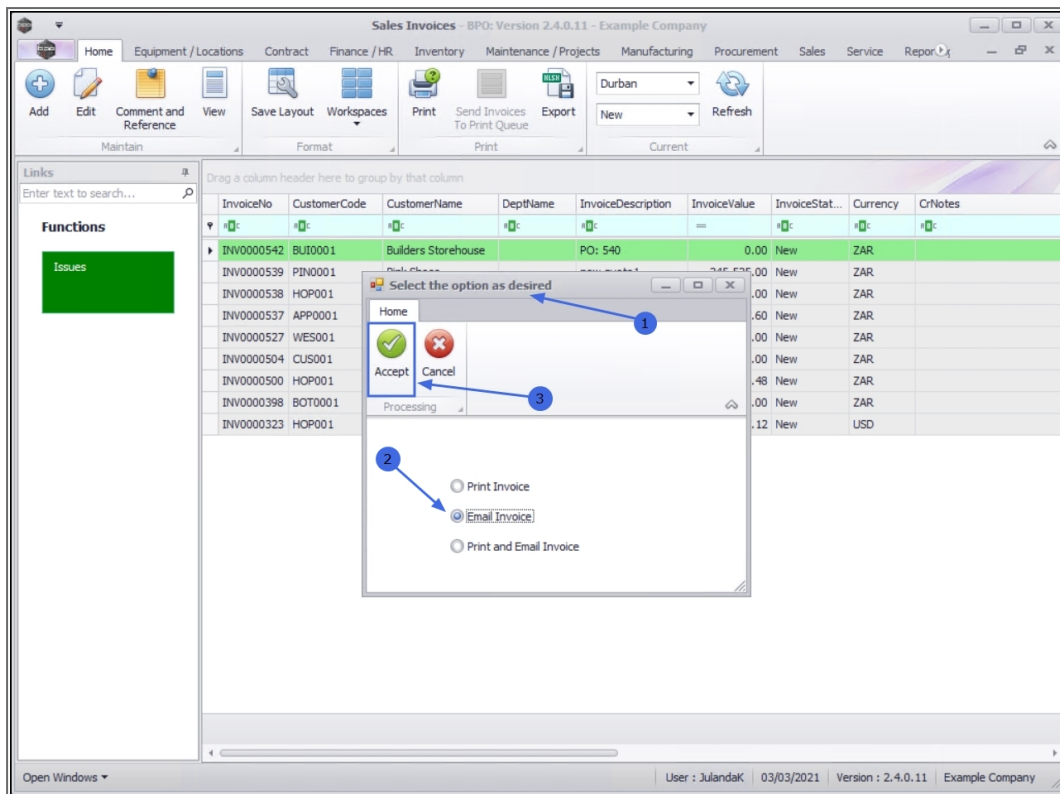 Sales Invoices - BPO: Version 2.4.0.11 - Example Company
Home Equipment / Locations Contract Finance / HR Inventory Maintenance / Projects Manufacturing Procurement Sales Service
Add Edit Comment and Reference View Save Layout Workspaces Print Send Invoices To Print Queue Export Durban New Refresh
Maintain Format Print Current
Links
Enter text to search...
Functions
Issues
Drag a column header here to group by that column
InvoiceNo CustomerCode CustomerName DeptName InvoiceDescription InvoiceValue InvoiceStat... Currency CrNotes
INV0000542 BUI0001 Builders Storehouse PO: 540 0.00 New ZAR
INV0000539 PIN0001 .00 New ZAR
INV0000538 HOP001 .00 New ZAR
INV0000537 APP0001 .60 New ZAR
INV0000527 WES001 .00 New ZAR
INV0000504 CUS001 .00 New ZAR
INV0000500 HOP001 .48 New ZAR
INV0000398 BOT0001 .00 New ZAR
INV0000323 HOP001 .12 New USD
Select the option as desired
1
Home
Accept Cancel
3
Processing
2
Print Invoice
Email Invoice
Print and Email Invoice
Open Windows
User : JulandaK 03/03/2021 Version : 2.4.0.11 Example Company